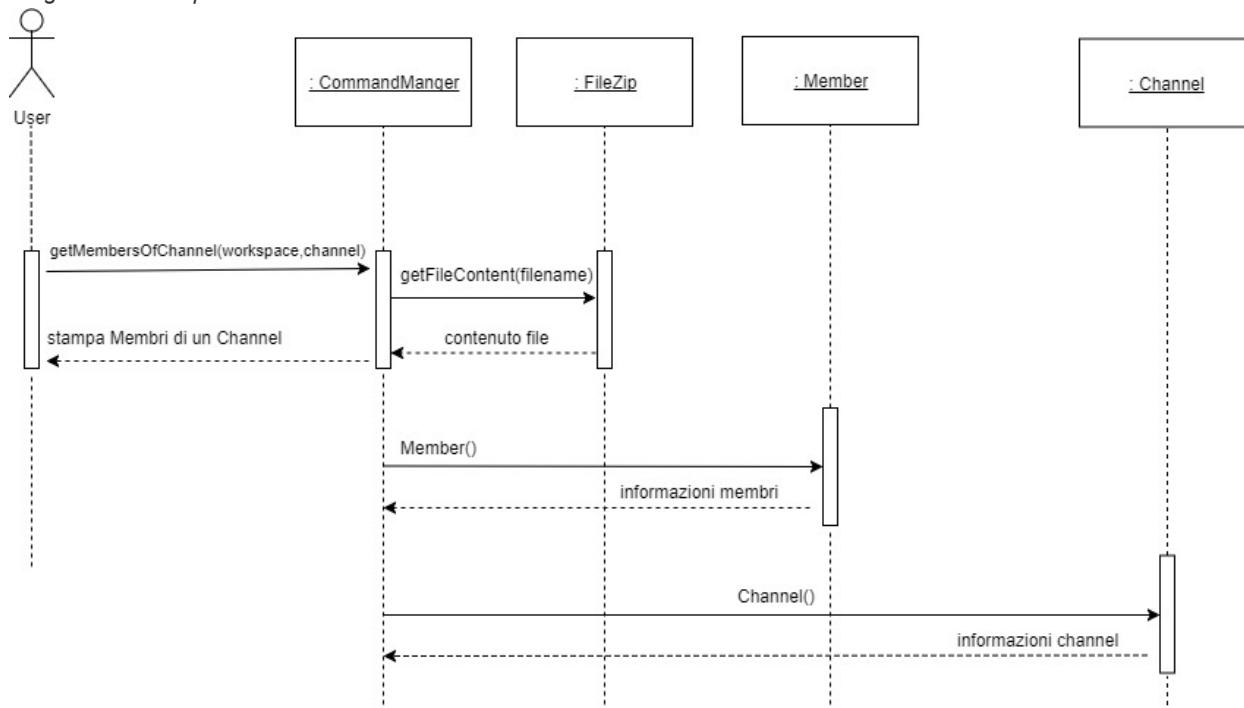 User
: CommandManger
: FileZip
: Member
: Channel
getMembersOfChannel(workspace,channel)
getFileContent(filename)
stampa Membri di un Channel
contenuto file
Member()
informazioni membri
Channel()
informazioni channel